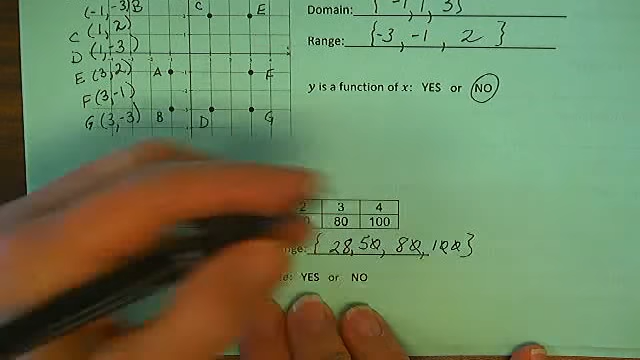 (-1, -3) B
C (1, 2)
D (1, -3)
E (3, 2)
F (3, -1)
G (3, -3)
C E
A F
B D G
Domain: { -1, 1, 3 }
Range: { -3, -1, 2 }
y is a function of x: YES or NO
2 3 4
80 100
{ 28, 50, 80, 100 }
YES or NO